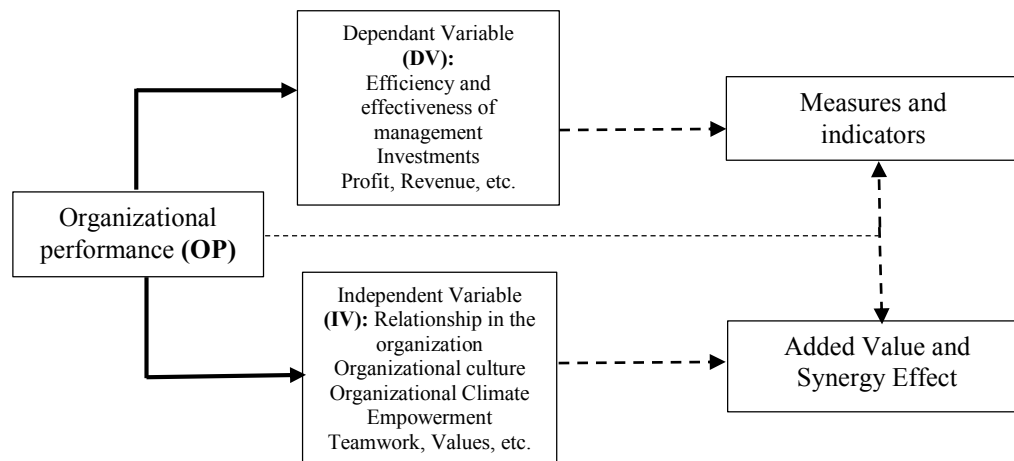 Dependant Variable
(DV):
Efficiency and
effectiveness of
management
Investments
Profit, Revenue, etc.
Measures and
indicators
Organizational
performance (OP)
Independent Variable
(IV): Relationship in the
organization
Organizational culture
Organizational Climate
Empowerment
Teamwork, Values, etc.
Added Value and
Synergy Effect